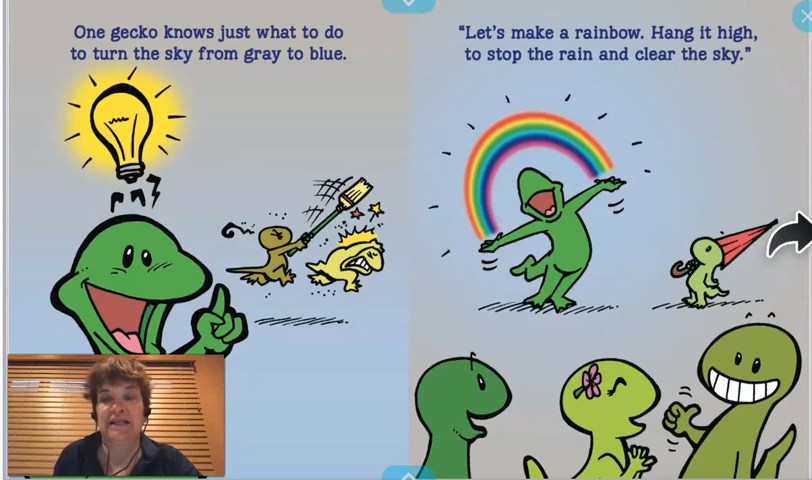 One gecko knows just what to do
to turn the sky from gray to blue.
“Let’s make a rainbow. Hang it high,
to stop the rain and clear the sky.”